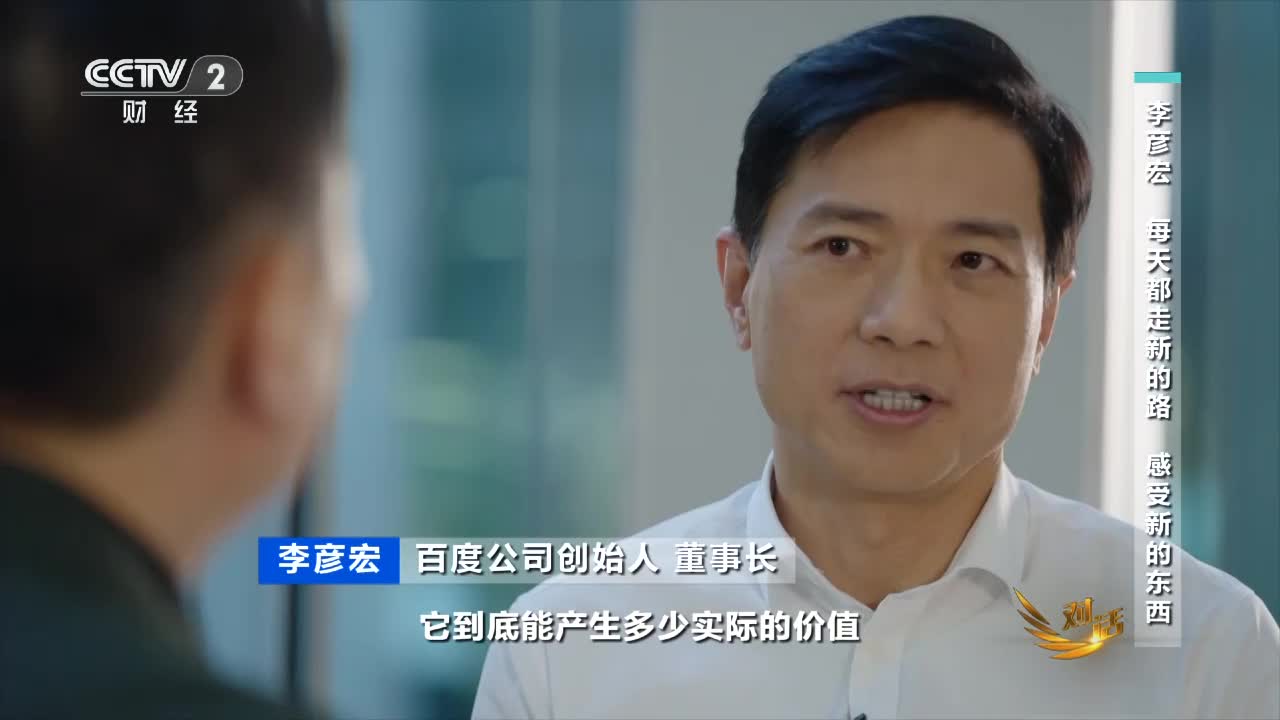 CCTV 2
财经
李彦宏 每天都走新的路 感受新的东西
李彦宏 百度公司创始人 董事长
它到底能产生多少实际的价值
对话